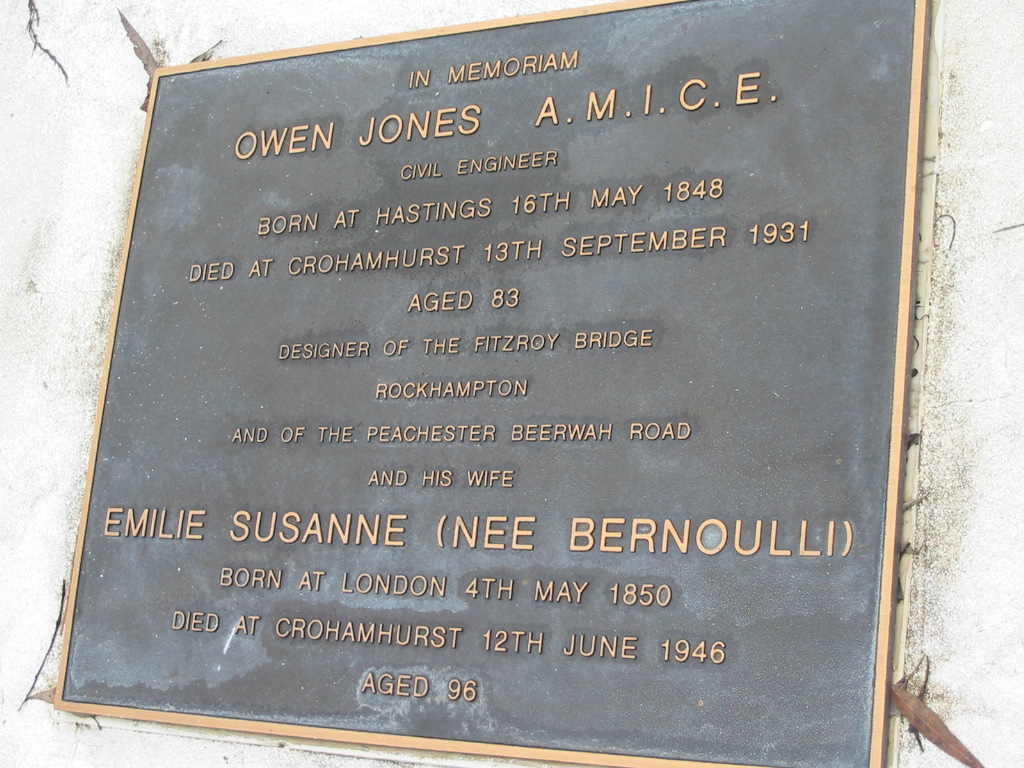 IN MEMORIAM
OWEN JONES A.M.I.C.E.
CIVIL ENGINEER
BORN AT HASTINGS 16TH MAY 1848
DIED AT CROHAMHURST 13TH SEPTEMBER 1931
AGED 83
DESIGNER OF THE FITZROY BRIDGE
ROCKHAMPTON
AND OF THE PEACHESTER BEERWAH ROAD
AND HIS WIFE
EMILIE SUSANNE (NEE BERNOULLI)
BORN AT LONDON 4TH MAY 1850
DIED AT CROHAMHURST 12TH JUNE 1946
AGED 96